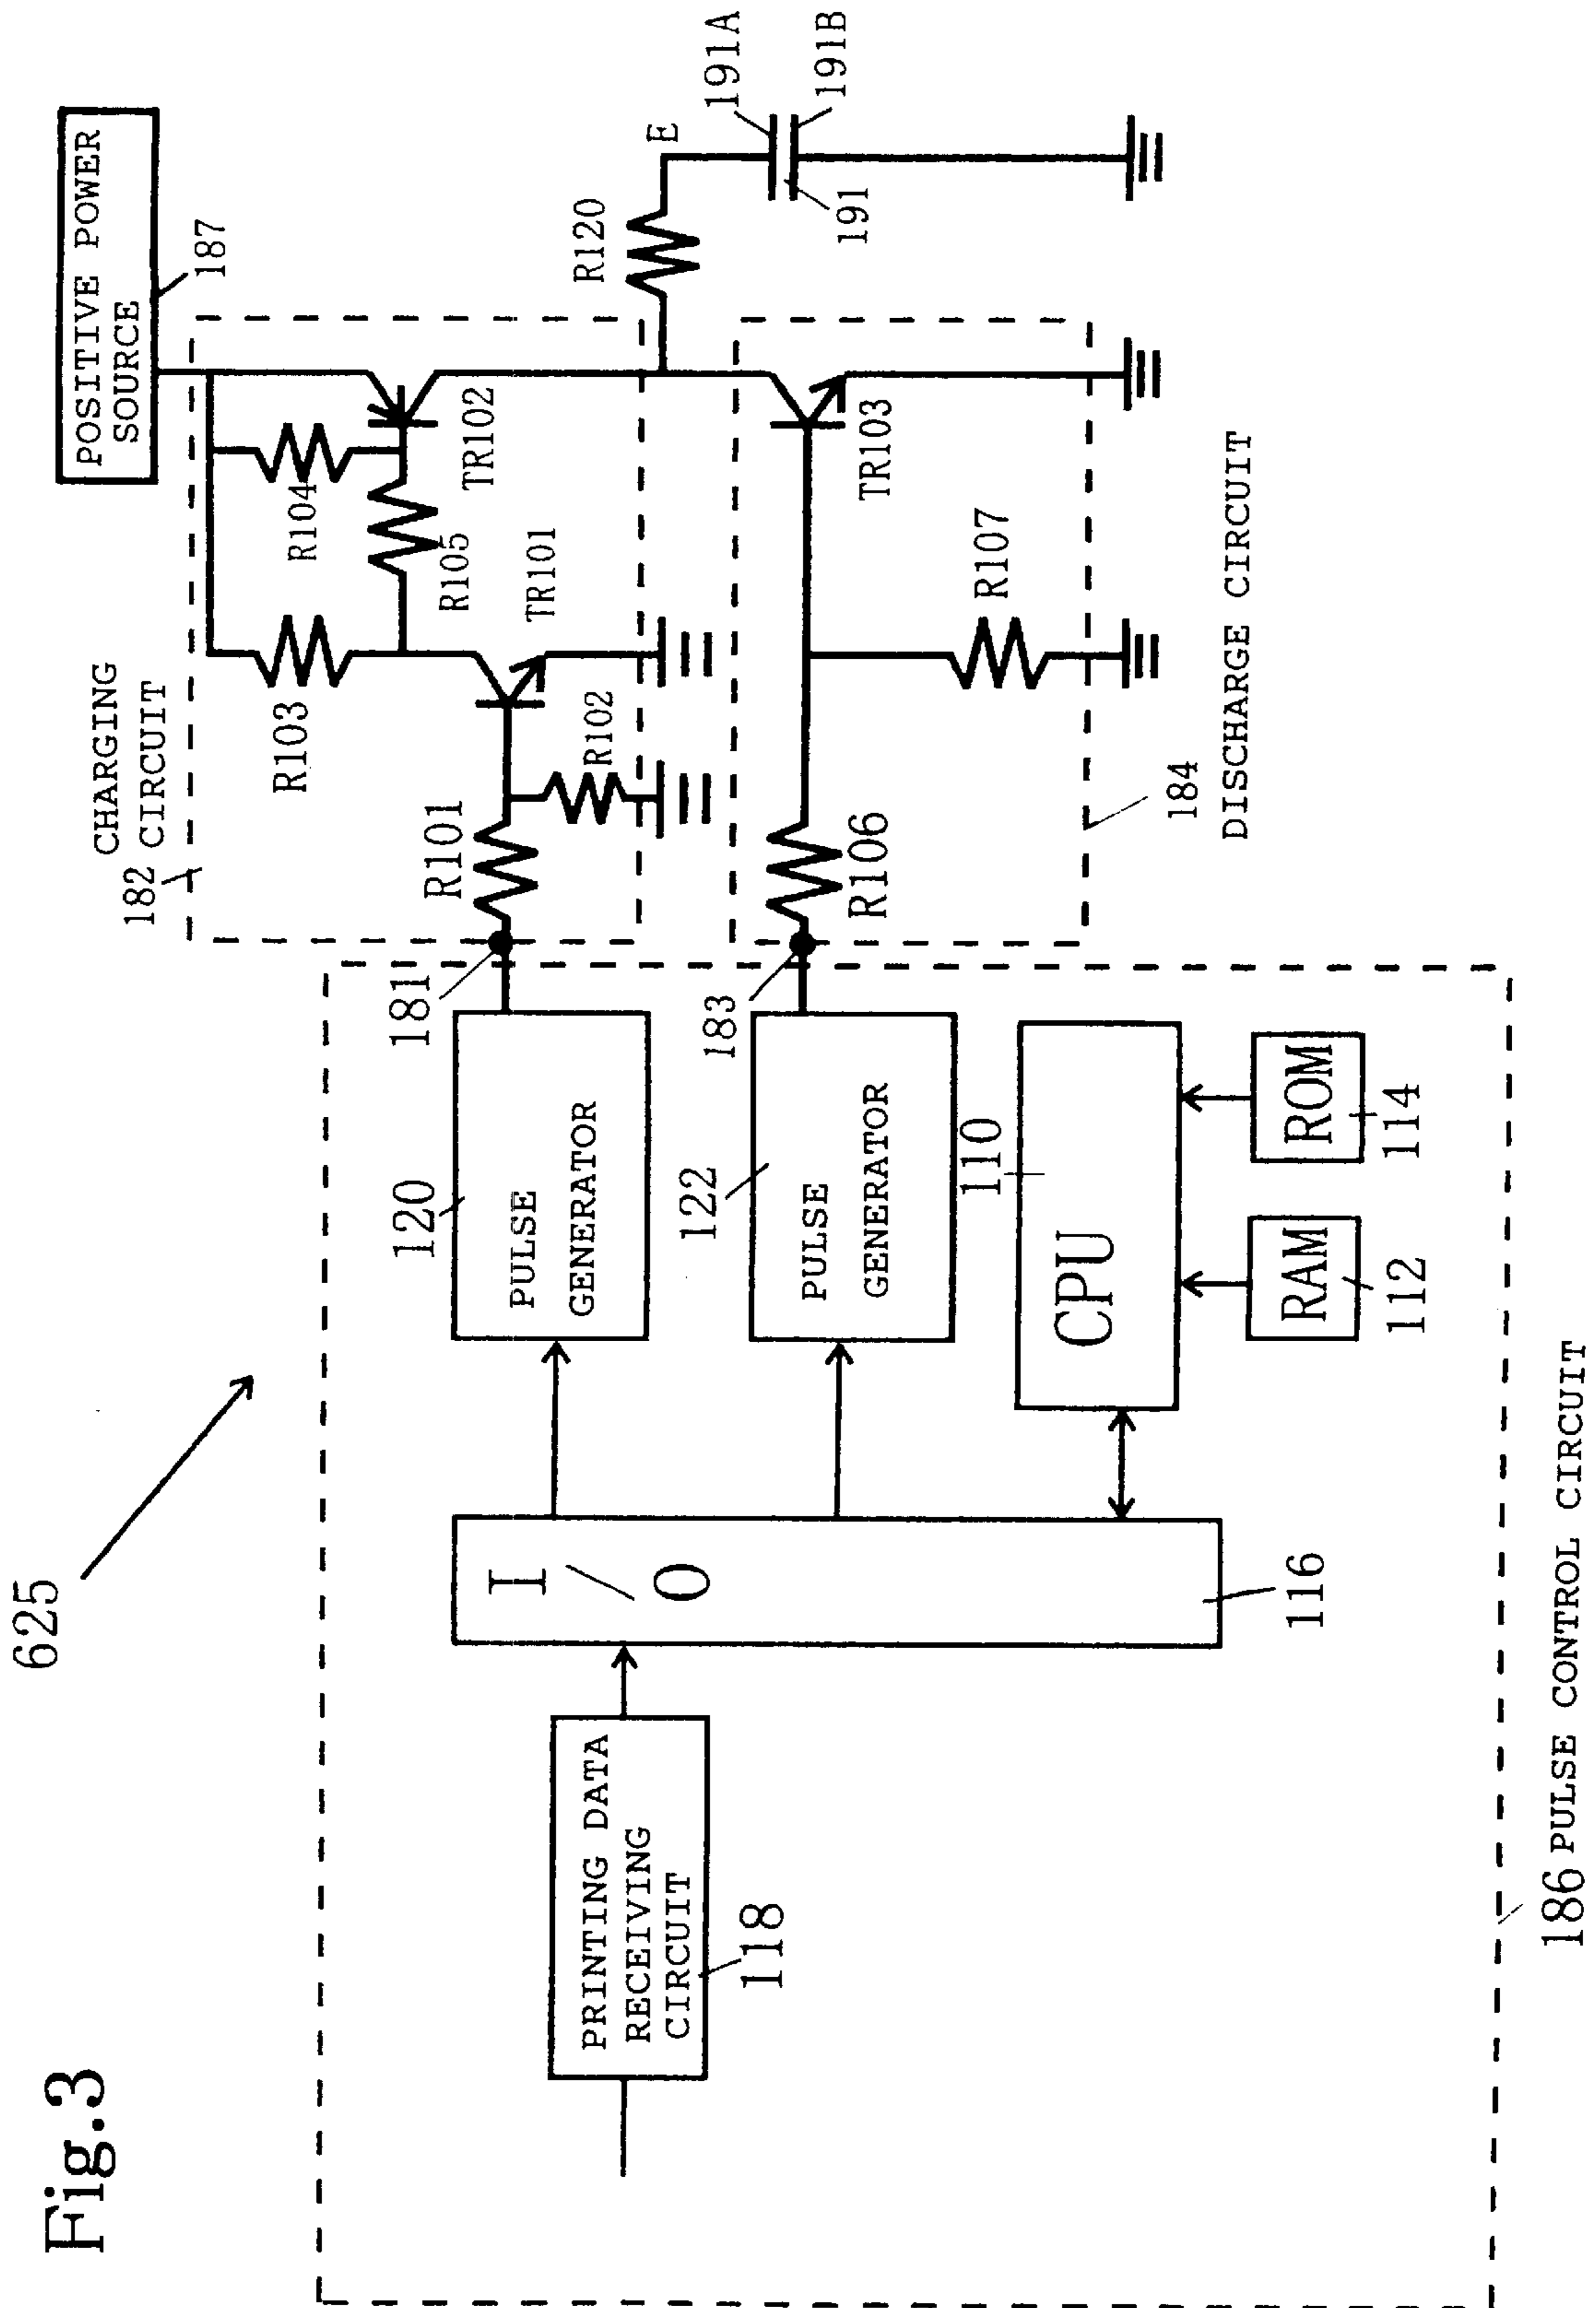 Fig.3
625
POSITIVE POWER
SOURCE
187
CHARGING
182 CIRCUIT
R103
R104
R105
TR102
TR101
R101
R102
R120
E
191A
191B
191
181
120
PULSE
GENERATOR
183
122
PULSE
GENERATOR
R106
TR103
R107
184
DISCHARGE CIRCUIT
110
CPU
RAM
112
ROM
114
I/O
116
PRINTING DATA
RECEIVING
CIRCUIT
118
186 PULSE CONTROL CIRCUIT